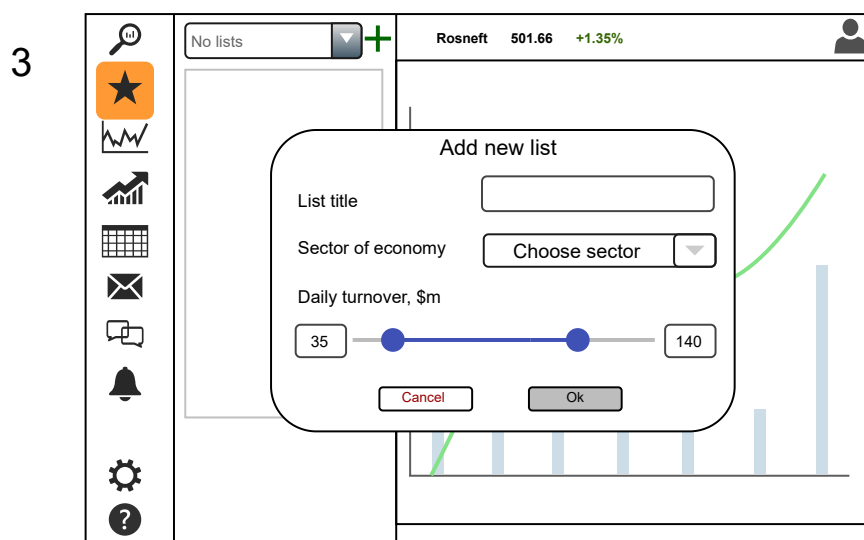 3
No lists
Rosneft 501.66 +1.35%
Add new list
List title
Sector of economy
Choose sector
Daily turnover, $m
35
140
Cancel
Ok
?